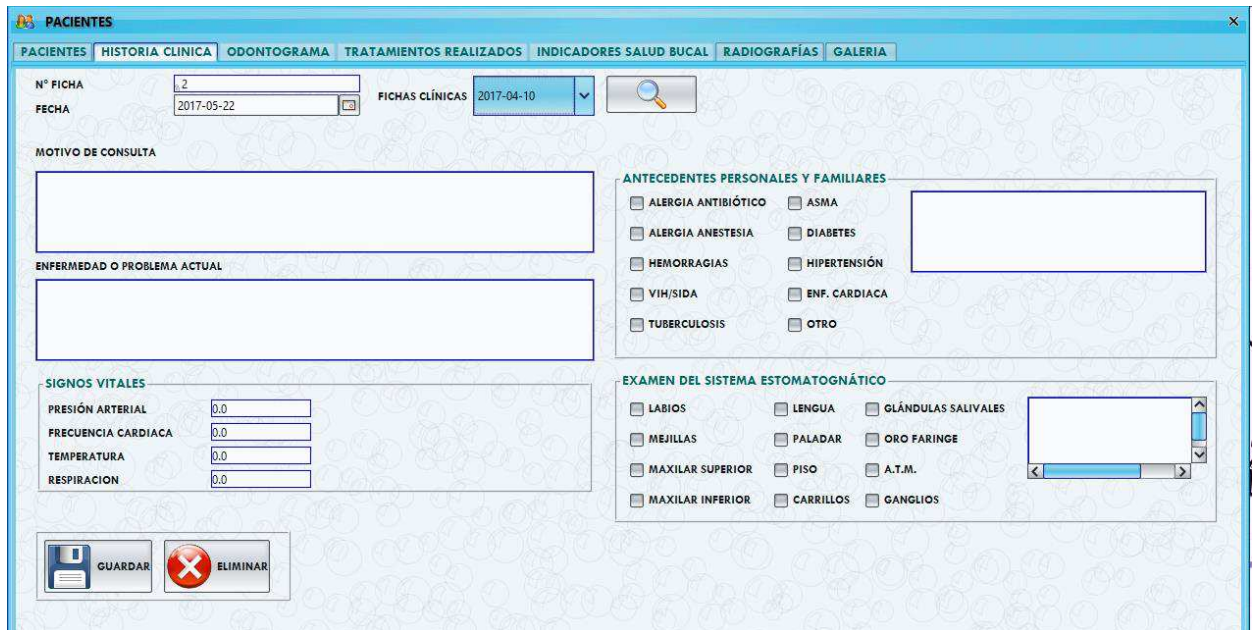 PACIENTES
PACIENTES HISTORIA CLINICA ODONTOGRAMA TRATAMIENTOS REALIZADOS INDICADORES SALUD BUCAL RADIOGRAFÍAS GALERIA
N° FICHA 2
FECHA 2017-05-22
FICHAS CLÍNICAS 2017-04-10
MOTIVO DE CONSULTA
ENFERMEDAD O PROBLEMA ACTUAL
SIGNOS VITALES
PRESIÓN ARTERIAL 0.0
FRECUENCIA CARDIACA 0.0
TEMPERATURA 0.0
RESPIRACION 0.0
ANTECEDENTES PERSONALES Y FAMILIARES
ALERGIA ANTIBIÓTICO ASMA
ALERGIA ANESTESIA DIABETES
HEMORRAGIAS HIPERTENSIÓN
VIH/SIDA ENF. CARDIACA
TUBERCULOSIS OTRO
EXAMEN DEL SISTEMA ESTOMATOGNÁTICO
LABIOS LENGUA GLÁNDULAS SALIVALES
MEJILLAS PALADAR ORO FARINGE
MAXILAR SUPERIOR PISO A.T.M.
MAXILAR INFERIOR CARRILLOS GANGLIOS
GUARDAR ELIMINAR